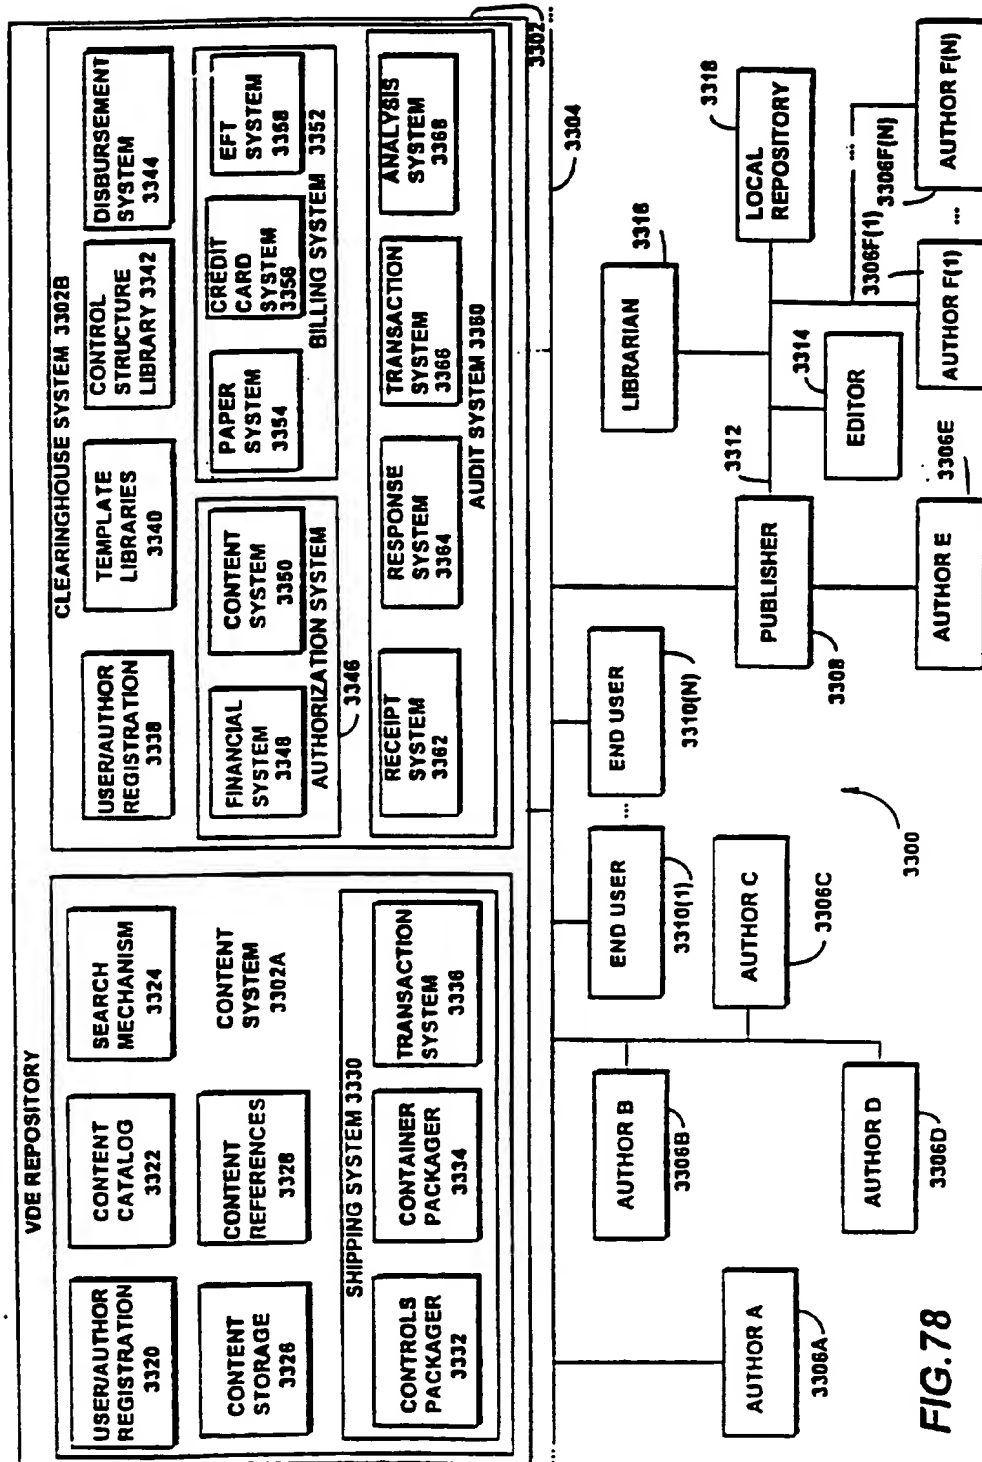 VDE REPOSITORY
3302
USER/AUTHOR
REGISTRATION
3320
CONTENT
CATALOG
3322
SEARCH
MECHANISM
3324
CONTENT
STORAGE
3326
CONTENT
REFERENCES
3328
CONTENT
SYSTEM
3302A
SHIPPING SYSTEM 3330
CONTROLS
PACKAGER
3332
CONTAINER
PACKAGER
3334
TRANSACTION
SYSTEM
3336
CLEARINGHOUSE SYSTEM 3302B
USER/AUTHOR
REGISTRATION
3338
TEMPLATE
LIBRARIES
3340
CONTROL
STRUCTURE
LIBRARY 3342
DISBURSEMENT
SYSTEM
3344
FINANCIAL
SYSTEM
3348
CONTENT
SYSTEM
3350
AUTHORIZATION SYSTEM
3346
PAPER
SYSTEM
3354
CREDIT
CARD
SYSTEM
3356
EFT
SYSTEM
3358
BILLING SYSTEM 3352
RECEIPT
SYSTEM
3362
RESPONSE
SYSTEM
3364
TRANSACTION
SYSTEM
3366
ANALYSIS
SYSTEM
3368
AUDIT SYSTEM 3360
3304
AUTHOR A
3306A
AUTHOR B
3306B
AUTHOR C
3306C
AUTHOR D
3306D
END USER
3310(1)
...
END USER
3310(N)
PUBLISHER
3308
3312
AUTHOR E
3306E
LIBRARIAN
3316
EDITOR
3314
LOCAL
REPOSITORY
3318
AUTHOR F(1)
3306F(1)
...
AUTHOR F(N)
3306F(N)
3300
FIG.78